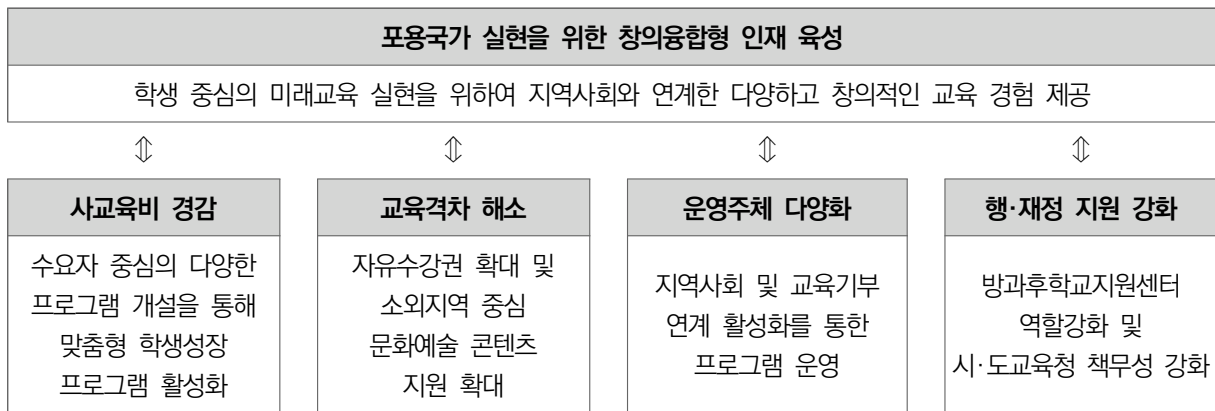 포용국가 실현을 위한 창의융합형 인재 육성
학생 중심의 미래교육 실현을 위하여 지역사회와 연계한 다양하고 창의적인 교육 경험 제공
⇕ ⇕ ⇕ ⇕
사교육비 경감
수요자 중심의 다양한
프로그램 개설을 통해
맞춤형 학생성장
프로그램 활성화
교육격차 해소
자유수강권 확대 및
소외지역 중심
문화예술 콘텐츠
지원 확대
운영주체 다양화
지역사회 및 교육기부
연계 활성화를 통한
프로그램 운영
행·재정 지원 강화
방과후학교지원센터
역할강화 및
시·도교육청 책무성 강화